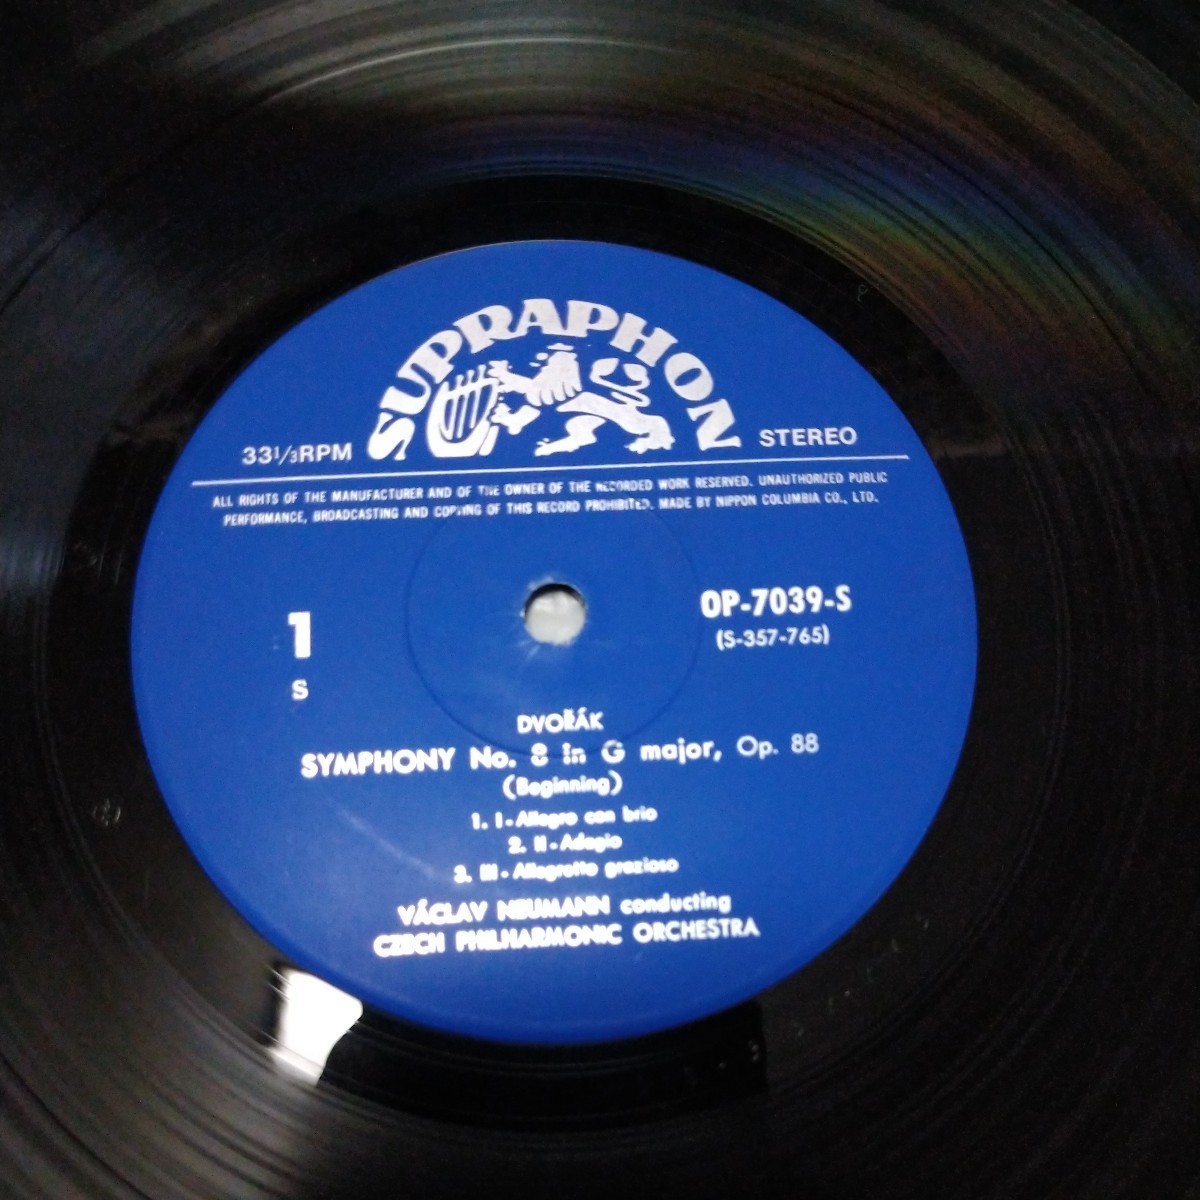 SUPRAPHON
33 1/3 RPM STEREO
ALL RIGHTS OF THE MANUFACTURER AND OF THE OWNER OF THE RECORDED WORK RESERVED. UNAUTHORIZED PUBLIC
PERFORMANCE, BROADCASTING AND COPYING OF THIS RECORD PROHIBITED. MADE BY NIPPON COLUMBIA CO., LTD.
1 OP-7039-S
S (S-357-765)
DVOŘÁK
SYMPHONY No. 8 in G major, Op. 88
(Beginning)
1. I - Allegro con brio
2. II - Adagio
3. III - Allegretto grazioso
VÁCLAV NEUMANN conducting
CZECH PHILHARMONIC ORCHESTRA